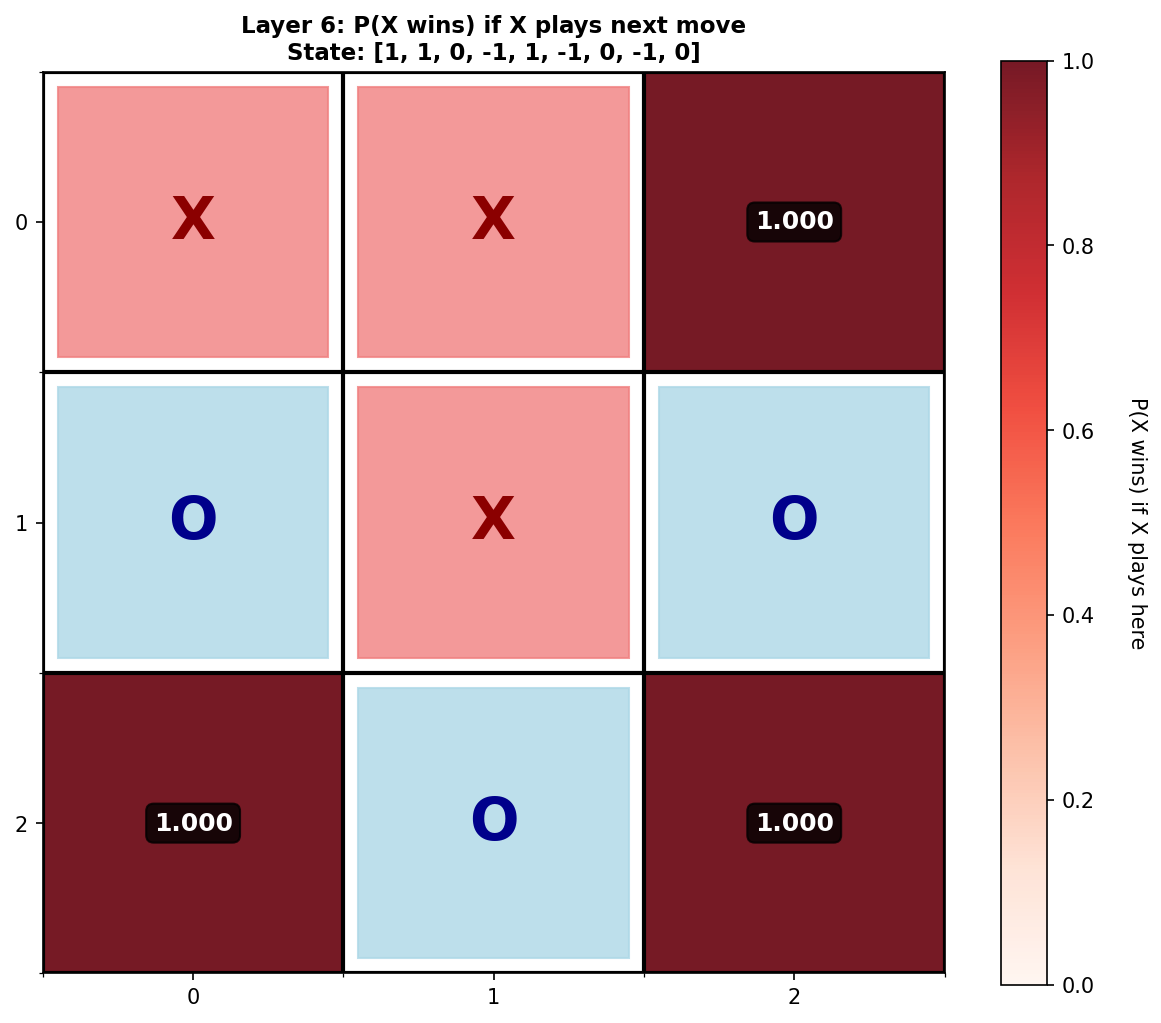 Layer 6: P(X wins) if X plays next move
State: [1, 1, 0, -1, 1, -1, 0, -1, 0]
0
X
X
1.000
1
O
X
O
2
1.000
O
1.000
0
1
2
1.0
0.8
0.6
0.4
0.2
0.0
P(X wins) if X plays here